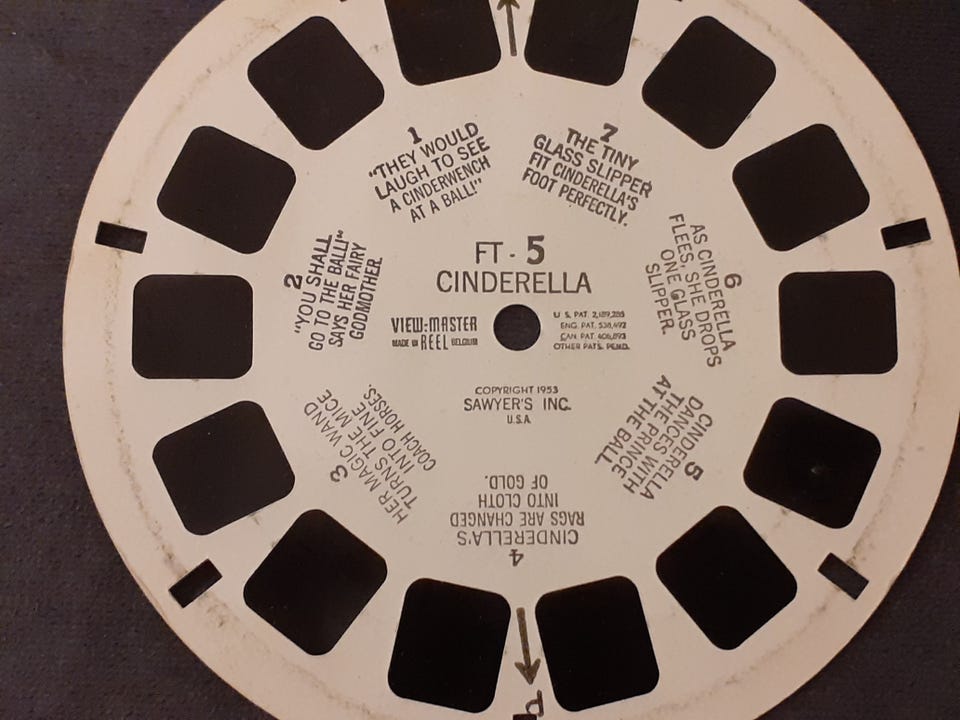 FT - 5
CINDERELLA
VIEW-MASTER
MADE IN REEL BELGIUM
U S. PAT. 2,189,285
ENG. PAT. 538,692
CAN. PAT. 406,893
OTHER PATS. PEND.
COPYRIGHT 1953
SAWYER'S INC.
U.S.A.
1
"THEY WOULD
LAUGH TO SEE
A CINDERWENCH
AT A BALL!"
2
"YOU SHALL
GO TO THE BALL!"
SAYS HER FAIRY
GODMOTHER.
3
HER MAGIC WAND
TURNS THE MICE
INTO FINE
COACH HORSES.
4
CINDERELLA'S
RAGS ARE CHANGED
INTO CLOTH
OF GOLD.
5
CINDERELLA
DANCES WITH
THE PRINCE
AT THE BALL.
6
AS CINDERELLA
FLEES, SHE DROPS
ONE GLASS
SLIPPER.
7
THE TINY
GLASS SLIPPER
FIT CINDERELLA'S
FOOT PERFECTLY.